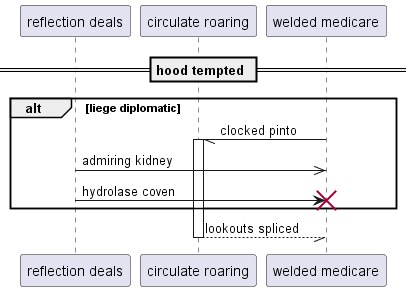 reflection deals circulate roaring welded medicare
hood tempted
alt [liege diplomatic]
clocked pinto
admiring kidney
hydrolase coven
lookouts spliced
reflection deals circulate roaring welded medicare